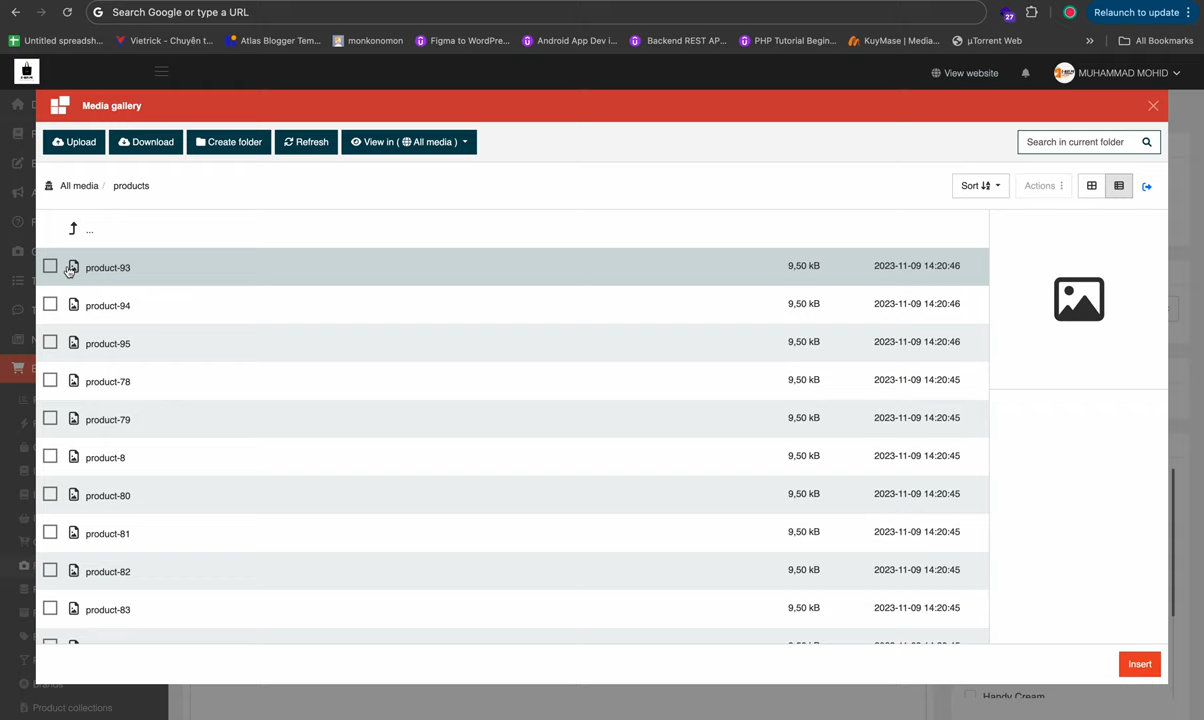 Search Google or type a URL
27
Relaunch to update
Untitled spreadsh...
Vietrick - Chuyên t...
Atlas Blogger Tem...
monkonomon
Figma to WordPre...
Android App Dev i...
Backend REST AP...
PHP Tutorial Begin...
KuyMase | Media...
µTorrent Web
»
All Bookmarks
View website
MUHAMMAD MOHID
Media gallery
Upload
Download
Create folder
Refresh
View in ( All media )
Search in current folder
All media / products
Sort
Actions
...
product-93 9,50 kB 2023-11-09 14:20:46
product-94 9,50 kB 2023-11-09 14:20:46
product-95 9,50 kB 2023-11-09 14:20:46
product-78 9,50 kB 2023-11-09 14:20:45
product-79 9,50 kB 2023-11-09 14:20:45
product-8 9,50 kB 2023-11-09 14:20:45
product-80 9,50 kB 2023-11-09 14:20:45
product-81 9,50 kB 2023-11-09 14:20:45
product-82 9,50 kB 2023-11-09 14:20:45
product-83 9,50 kB 2023-11-09 14:20:45
Insert
Brands
Handy Cream
Product collections